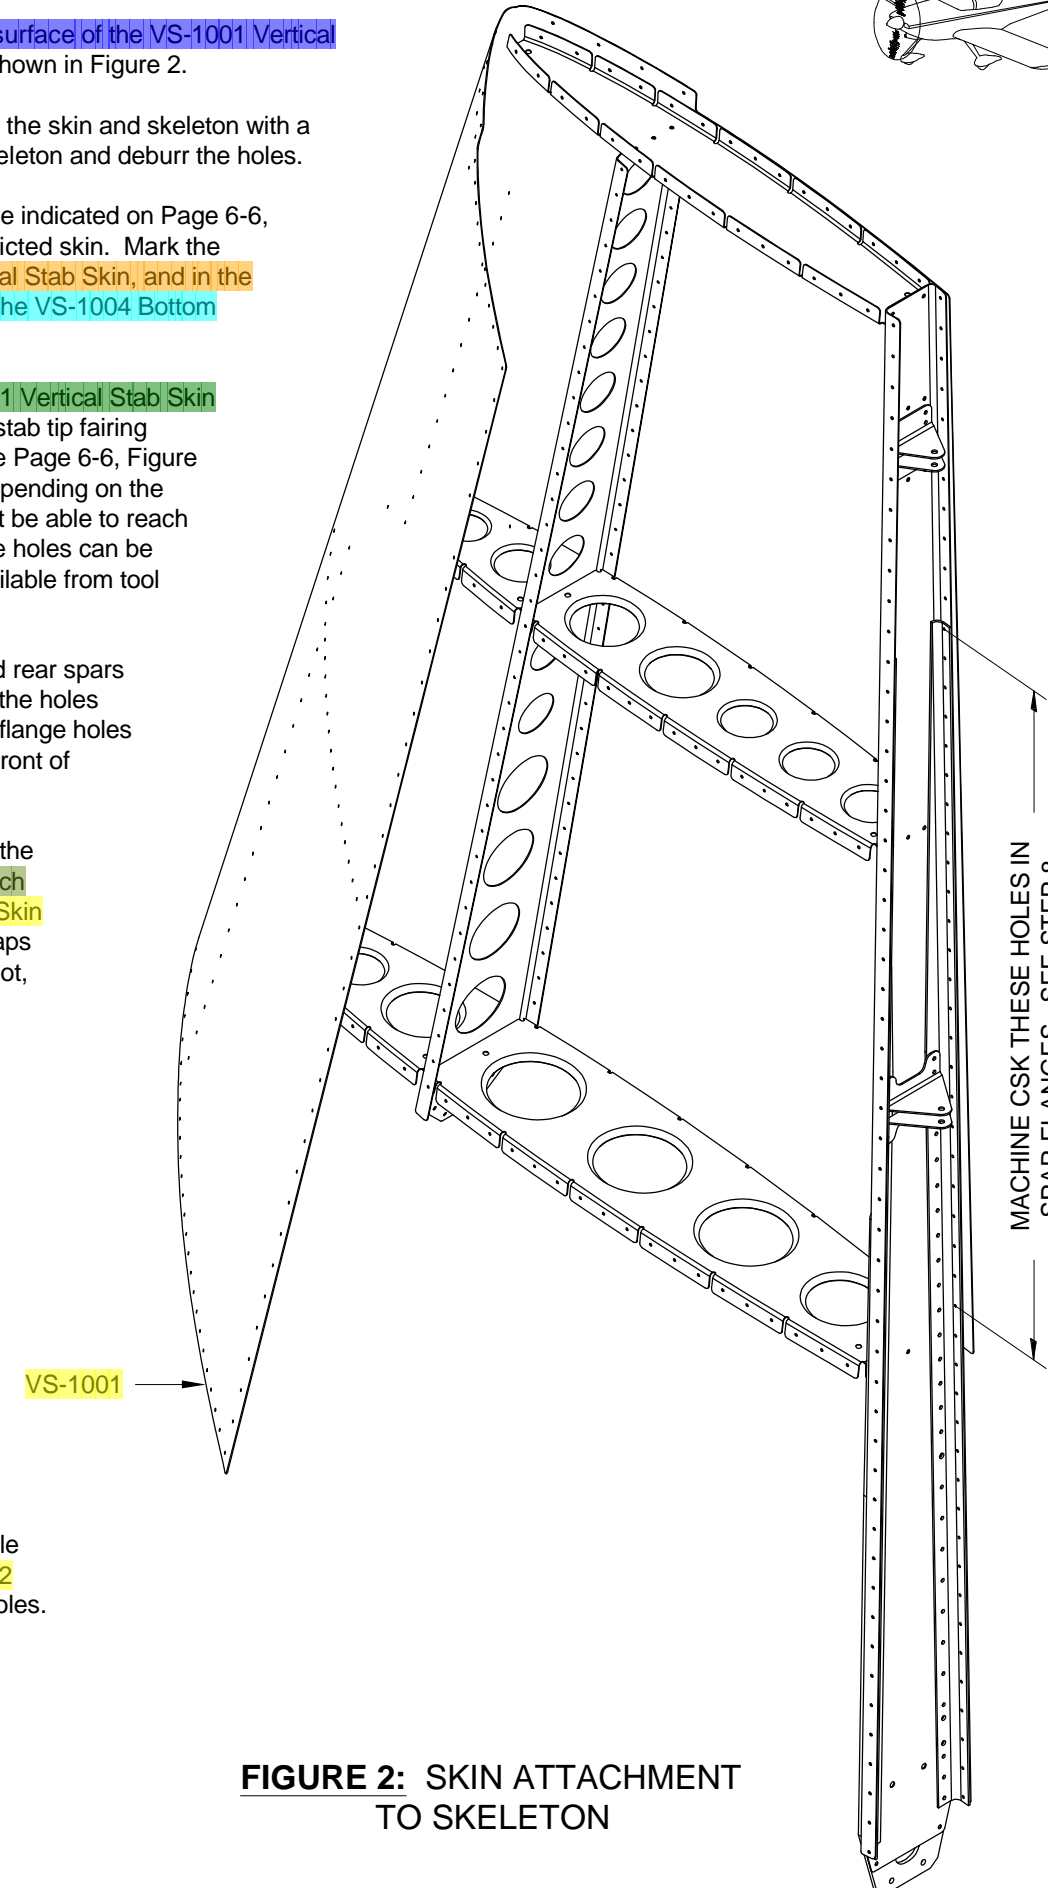 surface of the VS-1001 Vertical
hown in Figure 2.
the skin and skeleton with a
eleton and deburr the holes.
e indicated on Page 6-6,
icted skin. Mark the
al Stab Skin, and in the
he VS-1004 Bottom
1 Vertical Stab Skin
stab tip fairing
e Page 6-6, Figure
pending on the
t be able to reach
e holes can be
ilable from tool
d rear spars
the holes
flange holes
ront of
the
ch
Skin
aps
ot,
VS-1001
le
2
oles.
MACHINE CSK THESE HOLES IN
FIGURE 2: SKIN ATTACHMENT
TO SKELETON